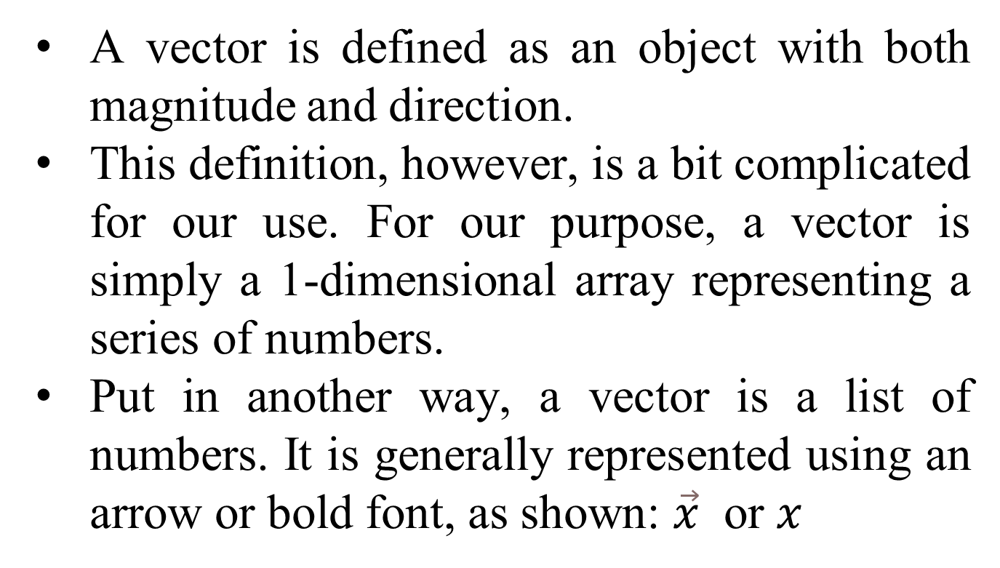 • A vector is defined as an object with both
magnitude and direction.
• This definition, however, is a bit complicated
for our use. For our purpose, a vector is
simply a 1-dimensional array representing a
series of numbers.
• Put in another way, a vector is a list of
numbers. It is generally represented using an
arrow or bold font, as shown: x⃗ or x